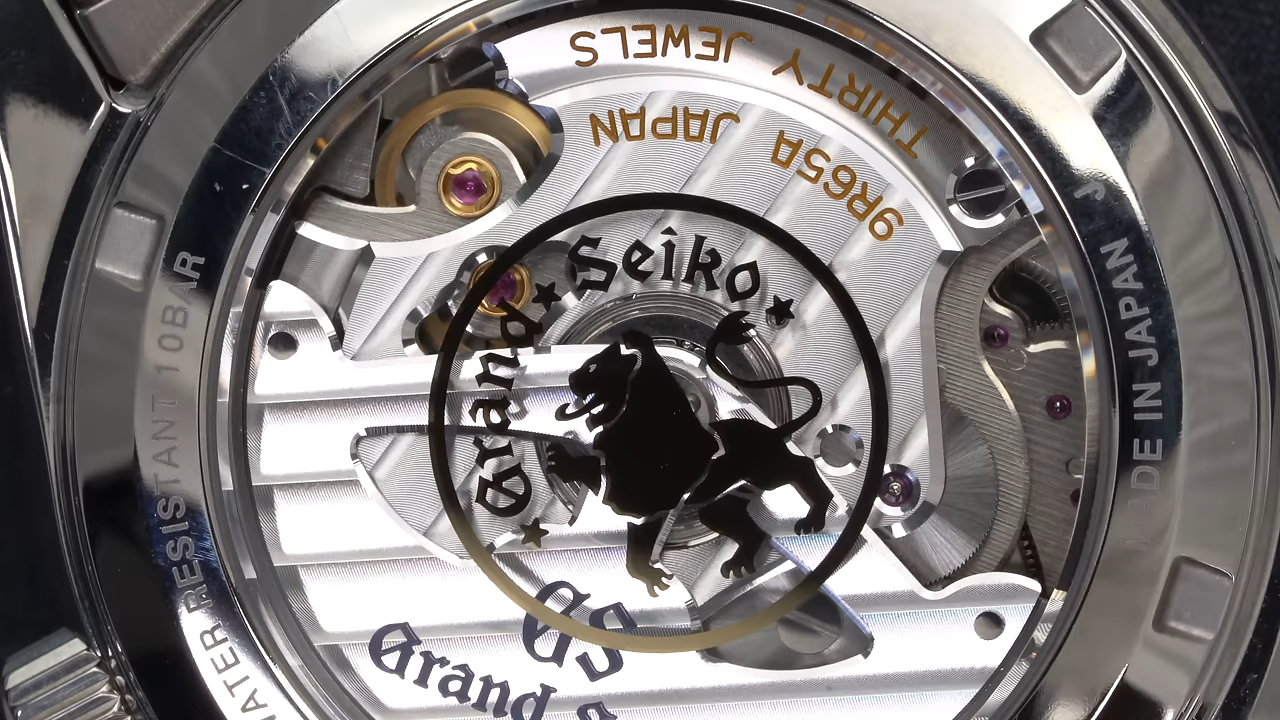 THIRTY JEWELS
9R65A JAPAN
Grand Seiko
GS
Grand S
WATER RESISTANT 10BAR
MADE IN JAPAN J